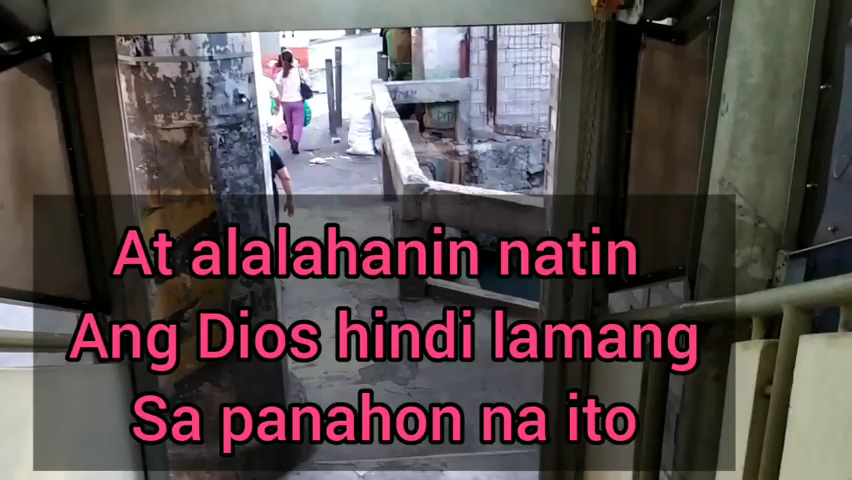 At alalahanin natin
Ang Dios hindi lamang
Sa panahon na ito